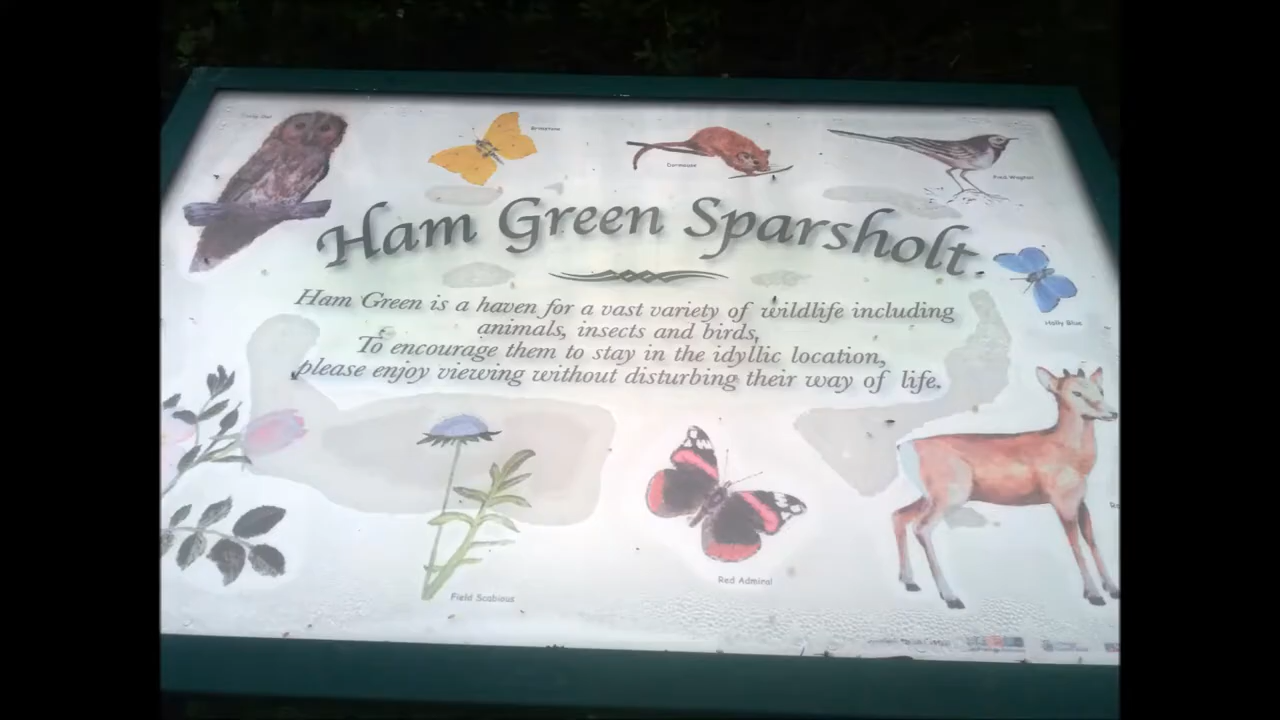 Tawny Owl
Brimstone
Dormouse
Pied Wagtail
Ham Green Sparsholt.
Holly Blue
Ham Green is a haven for a vast variety of wildlife including
animals, insects and birds,
To encourage them to stay in the idyllic location,
please enjoy viewing without disturbing their way of life.
Red Admiral
Field Scabious